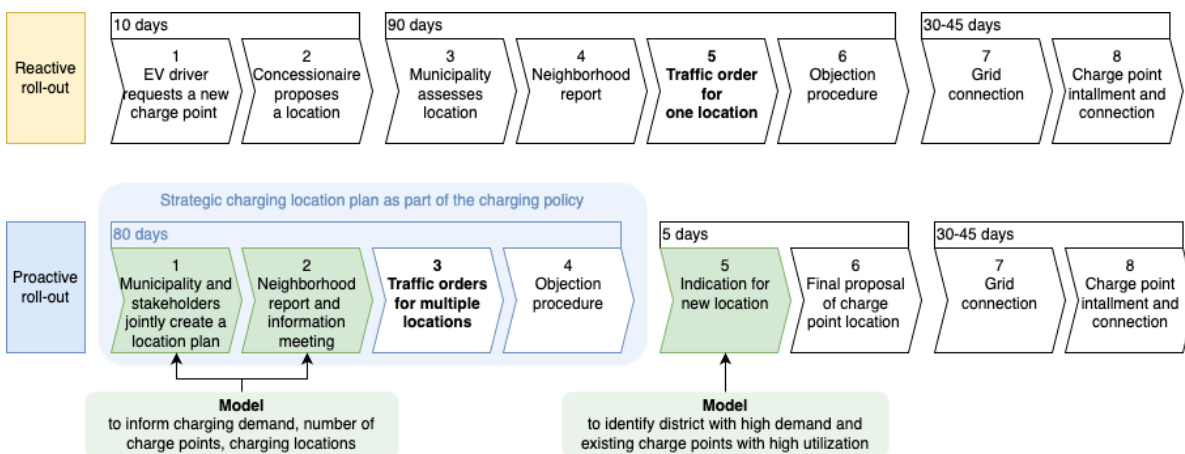 10 days
90 days
30-45 days
Reactive
roll-out
1
EV driver
requests a new
charge point
2
Concessionaire
proposes
a location
3
Municipality
assesses
location
4
Neighborhood
report
5
Traffic order
for
one location
6
Objection
procedure
7
Grid
connection
8
Charge point
intallment and
connection
Strategic charging location plan as part of the charging policy
80 days
5 days
30-45 days
Proactive
roll-out
1
Municipality and
stakeholders
jointly create a
location plan
2
Neighborhood
report and
information
meeting
3
Traffic orders
for multiple
locations
4
Objection
procedure
5
Indication for
new location
6
Final proposal
of charge
point location
7
Grid
connection
8
Charge point
intallment and
connection
Model
to inform charging demand, number of
charge points, charging locations
Model
to identify district with high demand and
existing charge points with high utilization